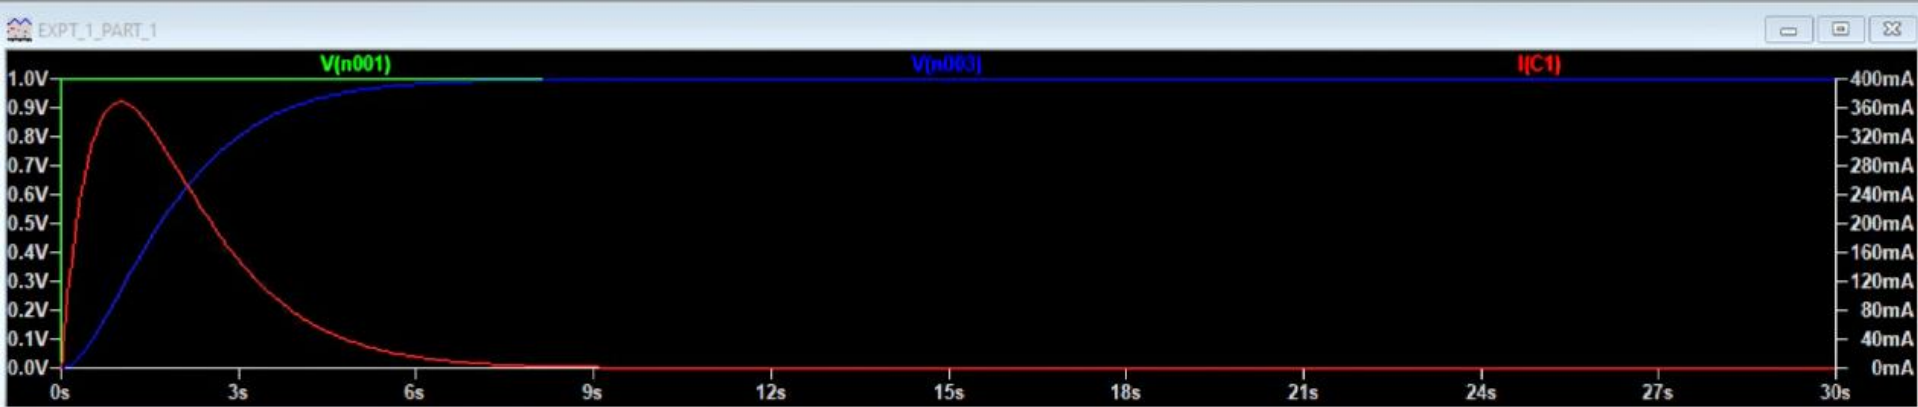 EXPT_1_PART_1
V(n001) V(n003) I(C1)
1.0V 400mA
0.9V 360mA
0.8V 320mA
0.7V 280mA
0.6V 240mA
0.5V 200mA
0.4V 160mA
0.3V 120mA
0.2V 80mA
0.1V 40mA
0.0V 0mA
0s 3s 6s 9s 12s 15s 18s 21s 24s 27s 30s